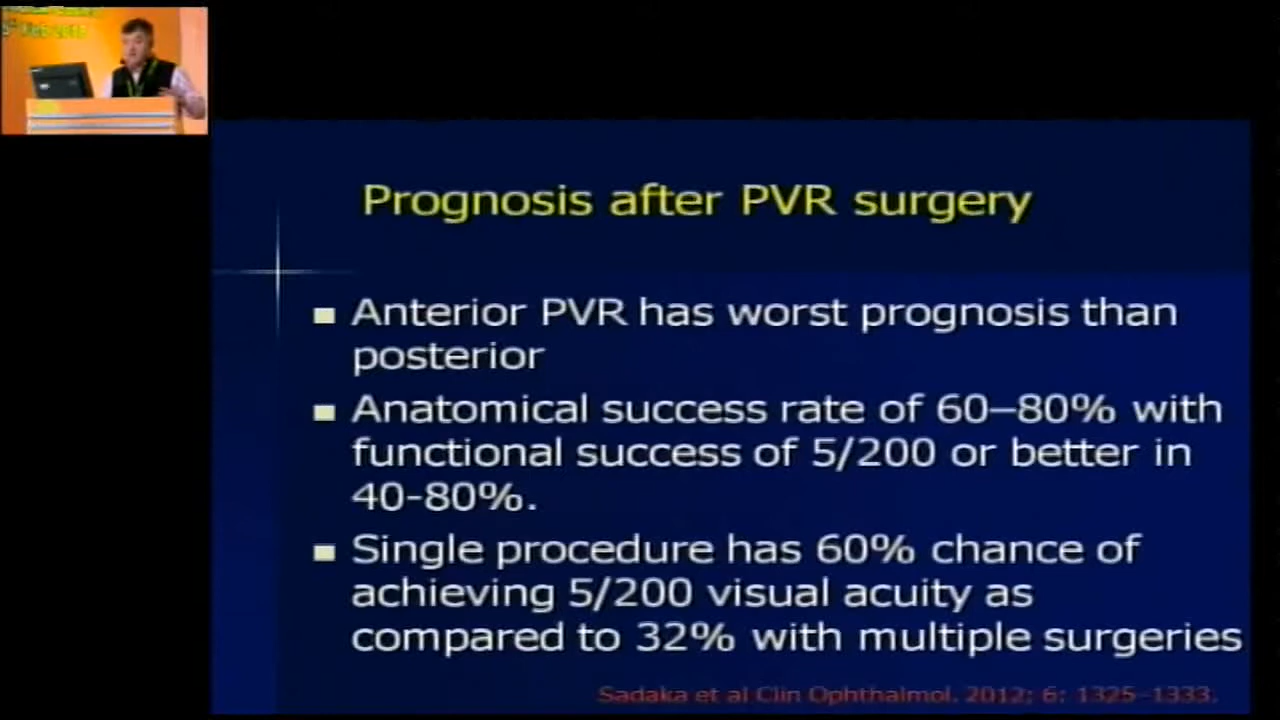 Prognosis after PVR surgery
Anterior PVR has worst prognosis than
posterior
Anatomical success rate of 60–80% with
functional success of 5/200 or better in
40-80%.
Single procedure has 60% chance of
achieving 5/200 visual acuity as
compared to 32% with multiple surgeries
Sadaka et al Clin Ophthalmol. 2012; 6: 1325–1333.